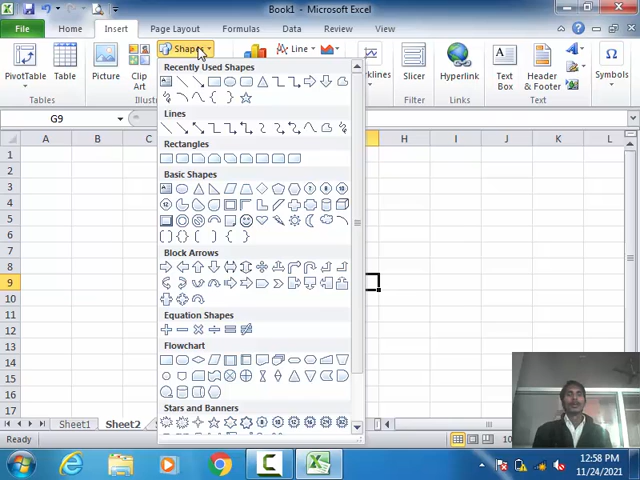 Book1 - Microsoft Excel
File Home Insert Page Layout Formulas Data Review View
Shapes Line
PivotTable Table Picture Clip Art Slicer Hyperlink Text Box Header & Footer Symbols
Tables Filter Links Text
G9
A B C H I J K L
1
2
3
4
5
6
7
8
9
10
11
12
13
14
15
16
17
Recently Used Shapes
Lines
Rectangles
Basic Shapes
Block Arrows
Equation Shapes
Flowchart
Stars and Banners
Sheet1 Sheet2
Ready
12:58 PM
11/24/2021